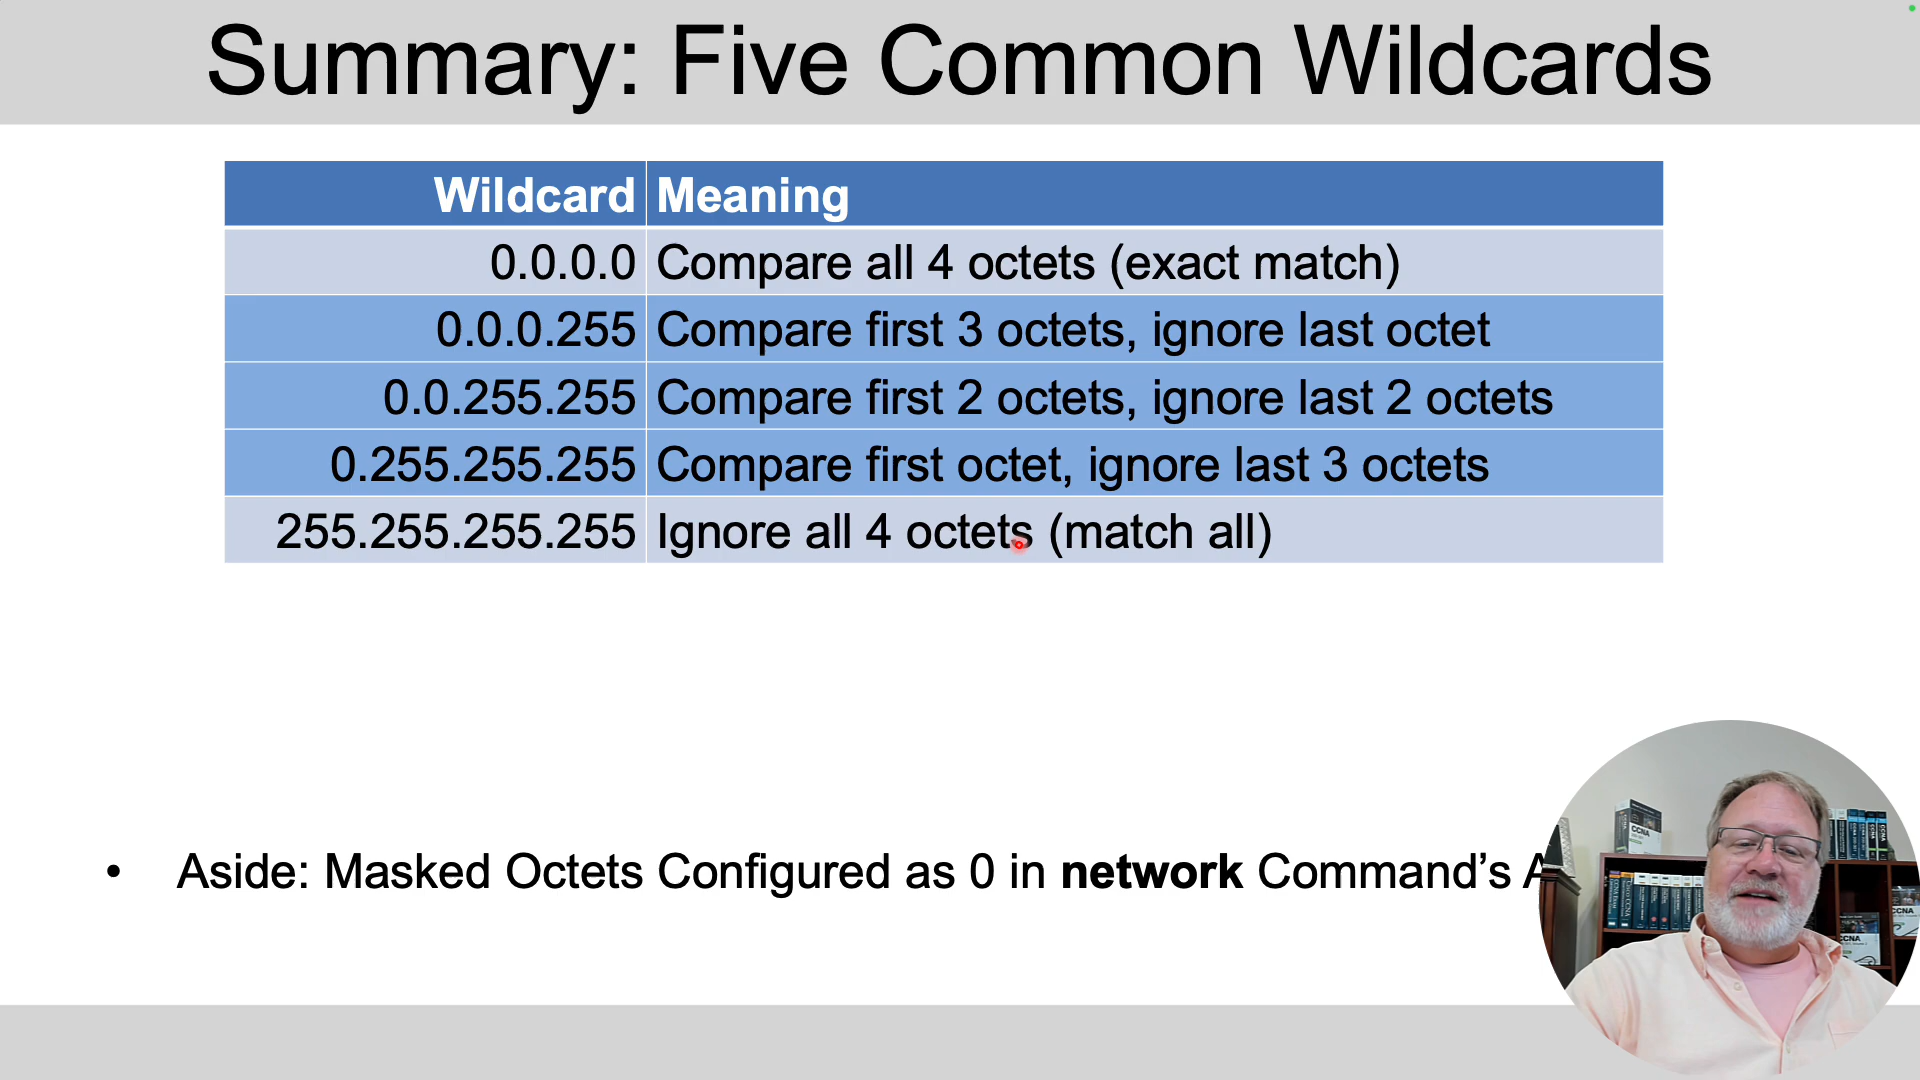 Summary: Five Common Wildcards
Wildcard Meaning
0.0.0.0 Compare all 4 octets (exact match)
0.0.0.255 Compare first 3 octets, ignore last octet
0.0.255.255 Compare first 2 octets, ignore last 2 octets
0.255.255.255 Compare first octet, ignore last 3 octets
255.255.255.255 Ignore all 4 octets (match all)
• Aside: Masked Octets Configured as 0 in network Command’s
CCNA
CCNA
CCNA